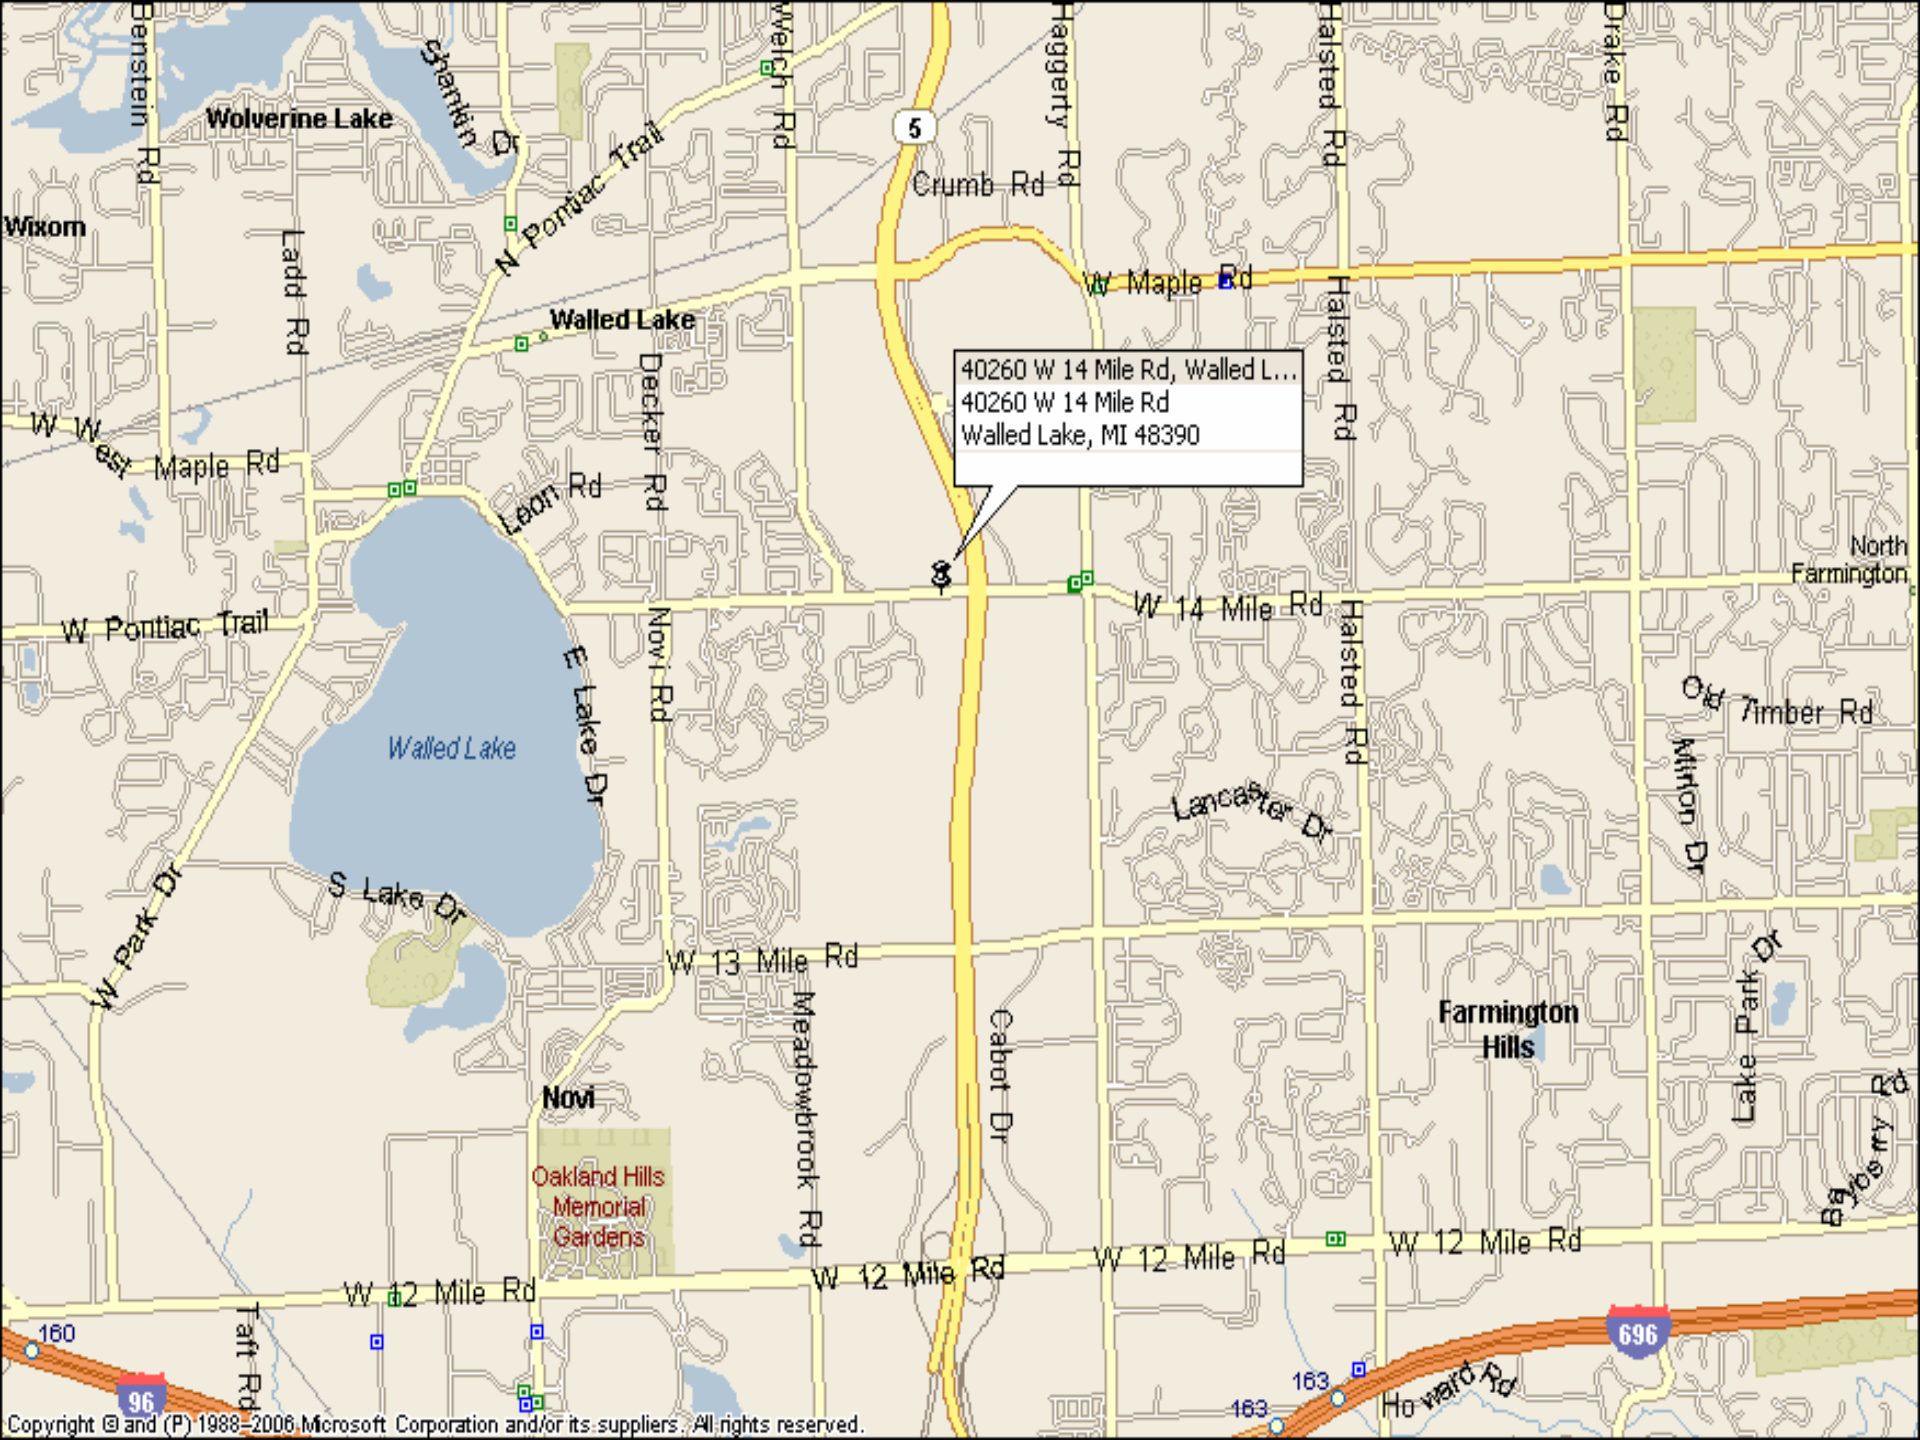 Benstein Rd
Shankin Dr
Welch Rd
Haggerty Rd
Halsted Rd
Drake Rd
Wolverine Lake
5
N Pontiac Trail
Crumb Rd
Wixom
Ladd Rd
W Maple Rd
Walled Lake
Halsted Rd
Decker Rd
40260 W 14 Mile Rd, Walled L...
40260 W 14 Mile Rd
Walled Lake, MI 48390
W West
Maple Rd
Leon Rd
North
Farmington
W 14 Mile Rd
W Pontiac Trail
Novi Rd
Halsted Rd
E Lake Dr
Old Timber Rd
Walled Lake
Minton Dr
Lancaster Dr
S Lake Dr
W Park Dr
W 13 Mile Rd
Lake Park Dr
Meadowbrook Rd
Cabot Dr
Farmington
Hills
Novi
Bayberry Rd
Oakland Hills
Memorial
Gardens
W 12 Mile Rd
W 12 Mile Rd
W 12 Mile Rd
W 12 Mile Rd
Taft Rd
160
696
96
163
163
Howard Rd
Copyright © and (P) 1988–2006 Microsoft Corporation and/or its suppliers. All rights reserved.